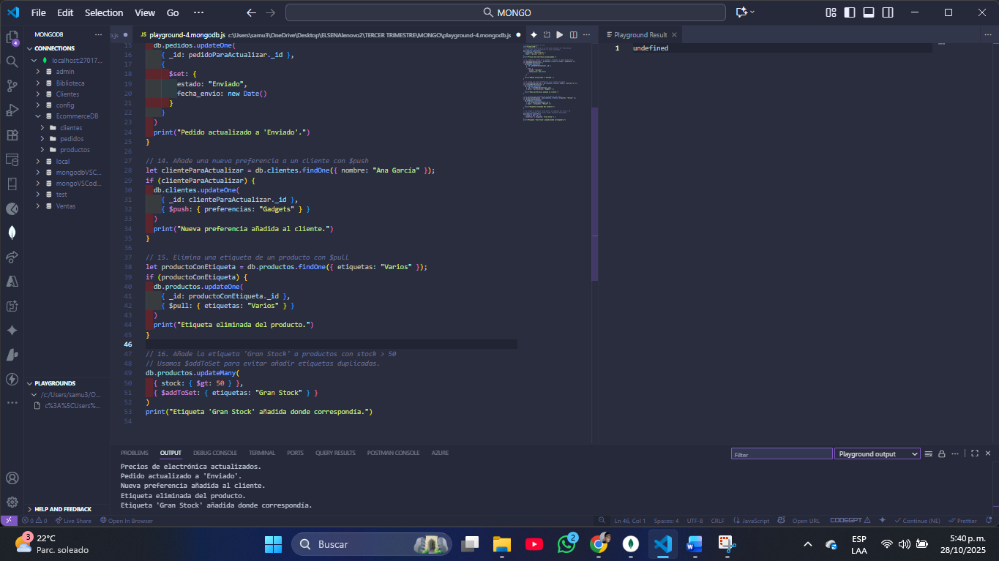 File Edit Selection View Go ··· MONGO
MONGODB ···
CONNECTIONS
localhost:27017...
admin
Biblioteca
Clientes
config
EcommerceDB
clientes
pedidos
productos
local
mongodbVSC...
mongoVSCod...
test
Ventas
PLAYGROUNDS
/c:/Users/samu3/O...
c%3A%5CUsers%...
HELP AND FEEDBACK
b.js ● JS playground-4.mongodb.js c:\Users\samu3\OneDrive\Desktop\ELSENAlenovo2\TERCER TRIMESTRE\MONGO\playground-4.mongodb.js ●
15 db.pedidos.updateOne(
16 { _id: pedidoParaActualizar._id },
17 {
18 $set: {
19 estado: "Enviado",
20 fecha_envio: new Date()
21 }
22 }
23 )
24 print("Pedido actualizado a 'Enviado'.")
25 }
26
27 // 14. Añade una nueva preferencia a un cliente con $push
28 let clienteParaActualizar = db.clientes.findOne({ nombre: "Ana García" });
29 if (clienteParaActualizar) {
30 db.clientes.updateOne(
31 { _id: clienteParaActualizar._id },
32 { $push: { preferencias: "Gadgets" } }
33 )
34 print("Nueva preferencia añadida al cliente.")
35 }
36
37 // 15. Elimina una etiqueta de un producto con $pull
38 let productoConEtiqueta = db.productos.findOne({ etiquetas: "Varios" });
39 if (productoConEtiqueta) {
40 db.productos.updateOne(
41 { _id: productoConEtiqueta._id },
42 { $pull: { etiquetas: "Varios" } }
43 )
44 print("Etiqueta eliminada del producto.")
45 }
46
47 // 16. Añade la etiqueta 'Gran Stock' a productos con stock > 50
48 // Usamos $addToSet para evitar añadir etiquetas duplicadas.
49 db.productos.updateMany(
50 { stock: { $gt: 50 } },
51 { $addToSet: { etiquetas: "Gran Stock" } }
52 )
53 print("Etiqueta 'Gran Stock' añadida donde correspondía.")
54
Playground Result
1 undefined
PROBLEMS OUTPUT DEBUG CONSOLE TERMINAL PORTS QUERY RESULTS POSTMAN CONSOLE AZURE Filter Playground output
Precios de electrónica actualizados.
Pedido actualizado a 'Enviado'.
Nueva preferencia añadida al cliente.
Etiqueta eliminada del producto.
Etiqueta 'Gran Stock' añadida donde correspondía.
0 0 Live Share Open In Browser Ln 46, Col 1 Spaces: 4 UTF-8 CRLF JavaScript Open URL CODEGPT Continue (NE) Prettier
3 22°C
Parc. soleado
Buscar
2
ESP
LAA
5:40 p. m.
28/10/2025